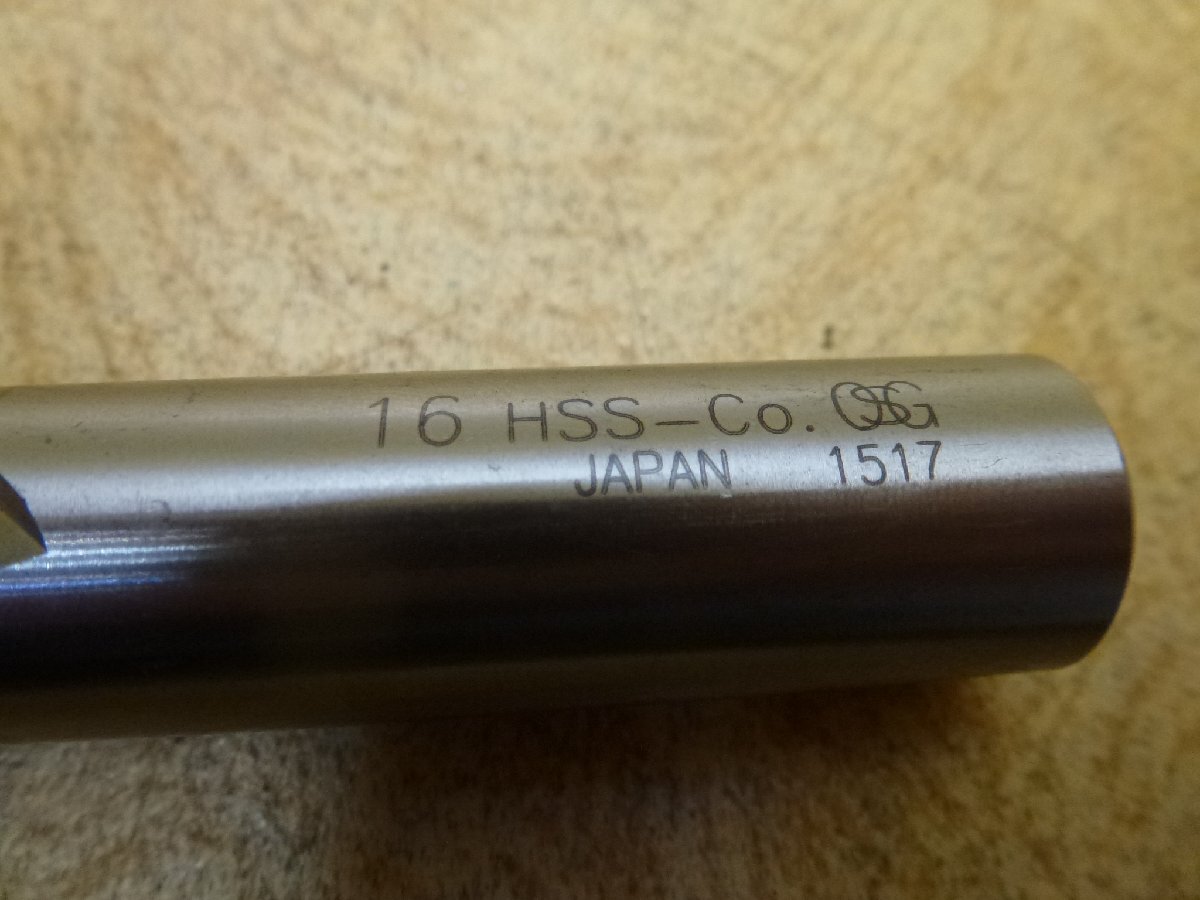 16 HSS-Co. OSG
JAPAN 1517